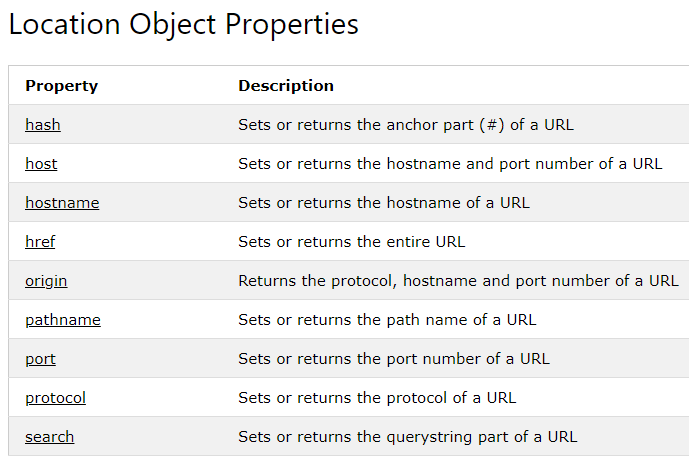 Location Object Properties
Property Description
hash Sets or returns the anchor part (#) of a URL
host Sets or returns the hostname and port number of a URL
hostname Sets or returns the hostname of a URL
href Sets or returns the entire URL
origin Returns the protocol, hostname and port number of a URL
pathname Sets or returns the path name of a URL
port Sets or returns the port number of a URL
protocol Sets or returns the protocol of a URL
search Sets or returns the querystring part of a URL